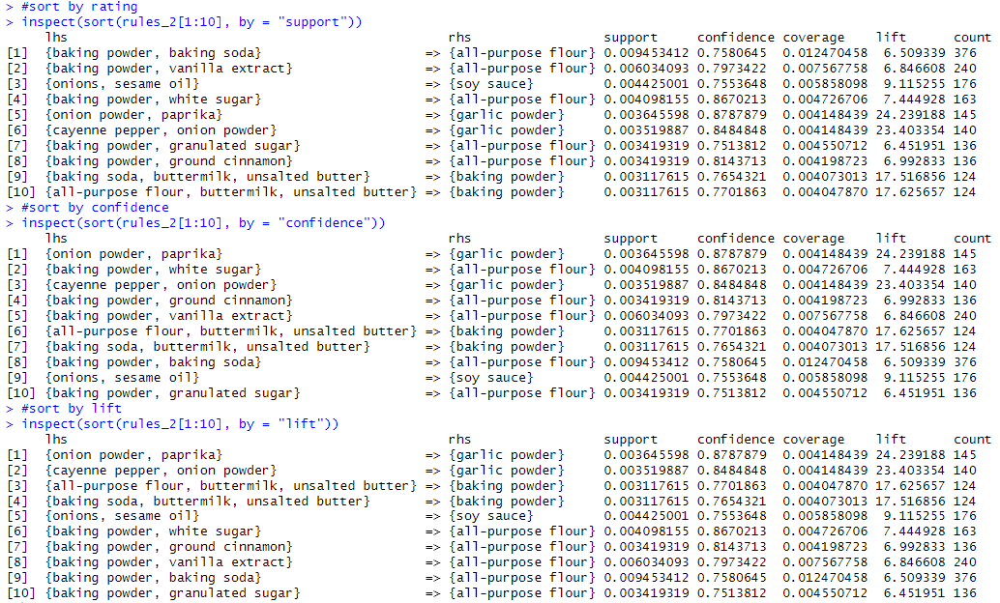 > #sort by rating
> inspect(sort(rules_2[1:10], by = "support"))
     lhs                                              rhs                 support     confidence coverage    lift      count
[1]  {baking powder, baking soda}                     => {all-purpose flour} 0.009453412 0.7580645  0.012470458  6.509339 376
[2]  {baking powder, vanilla extract}                 => {all-purpose flour} 0.006034093 0.7973422  0.007567758  6.846608 240
[3]  {onions, sesame oil}                             => {soy sauce}         0.004425001 0.7553648  0.005858098  9.115255 176
[4]  {baking powder, white sugar}                     => {all-purpose flour} 0.004098155 0.8670213  0.004726706  7.444928 163
[5]  {onion powder, paprika}                          => {garlic powder}     0.003645598 0.8787879  0.004148439 24.239188 145
[6]  {cayenne pepper, onion powder}                   => {garlic powder}     0.003519887 0.8484848  0.004148439 23.403354 140
[7]  {baking powder, granulated sugar}                => {all-purpose flour} 0.003419319 0.7513812  0.004550712  6.451951 136
[8]  {baking powder, ground cinnamon}                 => {all-purpose flour} 0.003419319 0.8143713  0.004198723  6.992833 136
[9]  {baking soda, buttermilk, unsalted butter}       => {baking powder}     0.003117615 0.7654321  0.004073013 17.516856 124
[10] {all-purpose flour, buttermilk, unsalted butter} => {baking powder}     0.003117615 0.7701863  0.004047870 17.625657 124
> #sort by confidence
> inspect(sort(rules_2[1:10], by = "confidence"))
     lhs                                              rhs                 support     confidence coverage    lift      count
[1]  {onion powder, paprika}                          => {garlic powder}     0.003645598 0.8787879  0.004148439 24.239188 145
[2]  {baking powder, white sugar}                     => {all-purpose flour} 0.004098155 0.8670213  0.004726706  7.444928 163
[3]  {cayenne pepper, onion powder}                   => {garlic powder}     0.003519887 0.8484848  0.004148439 23.403354 140
[4]  {baking powder, ground cinnamon}                 => {all-purpose flour} 0.003419319 0.8143713  0.004198723  6.992833 136
[5]  {baking powder, vanilla extract}                 => {all-purpose flour} 0.006034093 0.7973422  0.007567758  6.846608 240
[6]  {all-purpose flour, buttermilk, unsalted butter} => {baking powder}     0.003117615 0.7701863  0.004047870 17.625657 124
[7]  {baking soda, buttermilk, unsalted butter}       => {baking powder}     0.003117615 0.7654321  0.004073013 17.516856 124
[8]  {baking powder, baking soda}                     => {all-purpose flour} 0.009453412 0.7580645  0.012470458  6.509339 376
[9]  {onions, sesame oil}                             => {soy sauce}         0.004425001 0.7553648  0.005858098  9.115255 176
[10] {baking powder, granulated sugar}                => {all-purpose flour} 0.003419319 0.7513812  0.004550712  6.451951 136
> #sort by lift
> inspect(sort(rules_2[1:10], by = "lift"))
     lhs                                              rhs                 support     confidence coverage    lift      count
[1]  {onion powder, paprika}                          => {garlic powder}     0.003645598 0.8787879  0.004148439 24.239188 145
[2]  {cayenne pepper, onion powder}                   => {garlic powder}     0.003519887 0.8484848  0.004148439 23.403354 140
[3]  {all-purpose flour, buttermilk, unsalted butter} => {baking powder}     0.003117615 0.7701863  0.004047870 17.625657 124
[4]  {baking soda, buttermilk, unsalted butter}       => {baking powder}     0.003117615 0.7654321  0.004073013 17.516856 124
[5]  {onions, sesame oil}                             => {soy sauce}         0.004425001 0.7553648  0.005858098  9.115255 176
[6]  {baking powder, white sugar}                     => {all-purpose flour} 0.004098155 0.8670213  0.004726706  7.444928 163
[7]  {baking powder, ground cinnamon}                 => {all-purpose flour} 0.003419319 0.8143713  0.004198723  6.992833 136
[8]  {baking powder, vanilla extract}                 => {all-purpose flour} 0.006034093 0.7973422  0.007567758  6.846608 240
[9]  {baking powder, baking soda}                     => {all-purpose flour} 0.009453412 0.7580645  0.012470458  6.509339 376
[10] {baking powder, granulated sugar}                => {all-purpose flour} 0.003419319 0.7513812  0.004550712  6.451951 136